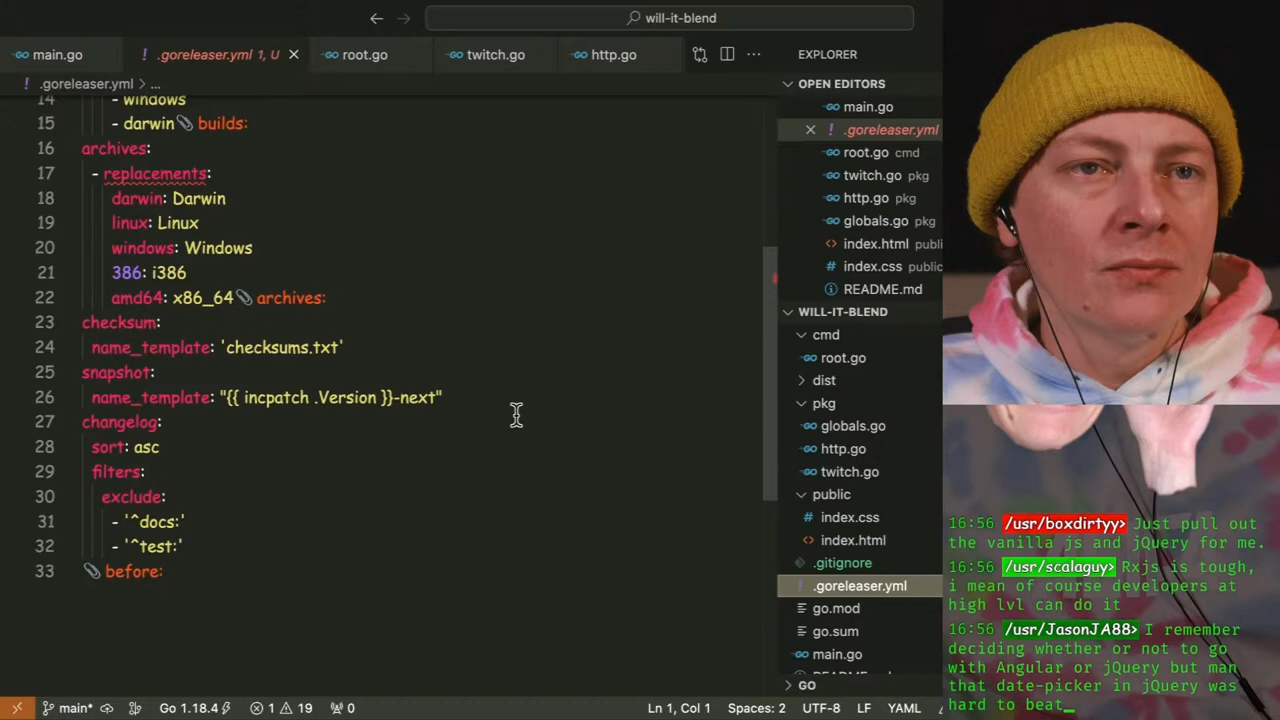 will-it-blend
main.go
.goreleaser.yml 1, U
root.go
twitch.go
http.go
EXPLORER
.goreleaser.yml > ...
OPEN EDITORS
main.go
.goreleaser.yml
root.go cmd
twitch.go pkg
http.go pkg
globals.go pkg
index.html publi
index.css public
README.md
WILL-IT-BLEND
cmd
root.go
dist
pkg
globals.go
http.go
twitch.go
public
index.css
index.html
.gitignore
.goreleaser.yml
go.mod
go.sum
main.go
GO
14 - windows
15 - darwin builds:
16 archives:
17 - replacements:
18 darwin: Darwin
19 linux: Linux
20 windows: Windows
21 386: i386
22 amd64: x86_64 archives:
23 checksum:
24 name_template: 'checksums.txt'
25 snapshot:
26 name_template: "{{ incpatch .Version }}-next"
27 changelog:
28 sort: asc
29 filters:
30 exclude:
31 - '^docs:'
32 - '^test:'
33 before:
main* Go 1.18.4 1 19 0 Ln 1, Col 1 Spaces: 2 UTF-8 LF YAML
16:56 /usr/boxdirtyy> Just pull out
the vanilla js and jQuery for me.
16:56 /usr/scalaguy> Rxjs is tough,
i mean of course developers at
high lvl can do it
16:56 /usr/JasonJA88> I remember
deciding whether or not to go
with Angular or jQuery but man
that date-picker in jQuery was
hard to beat_